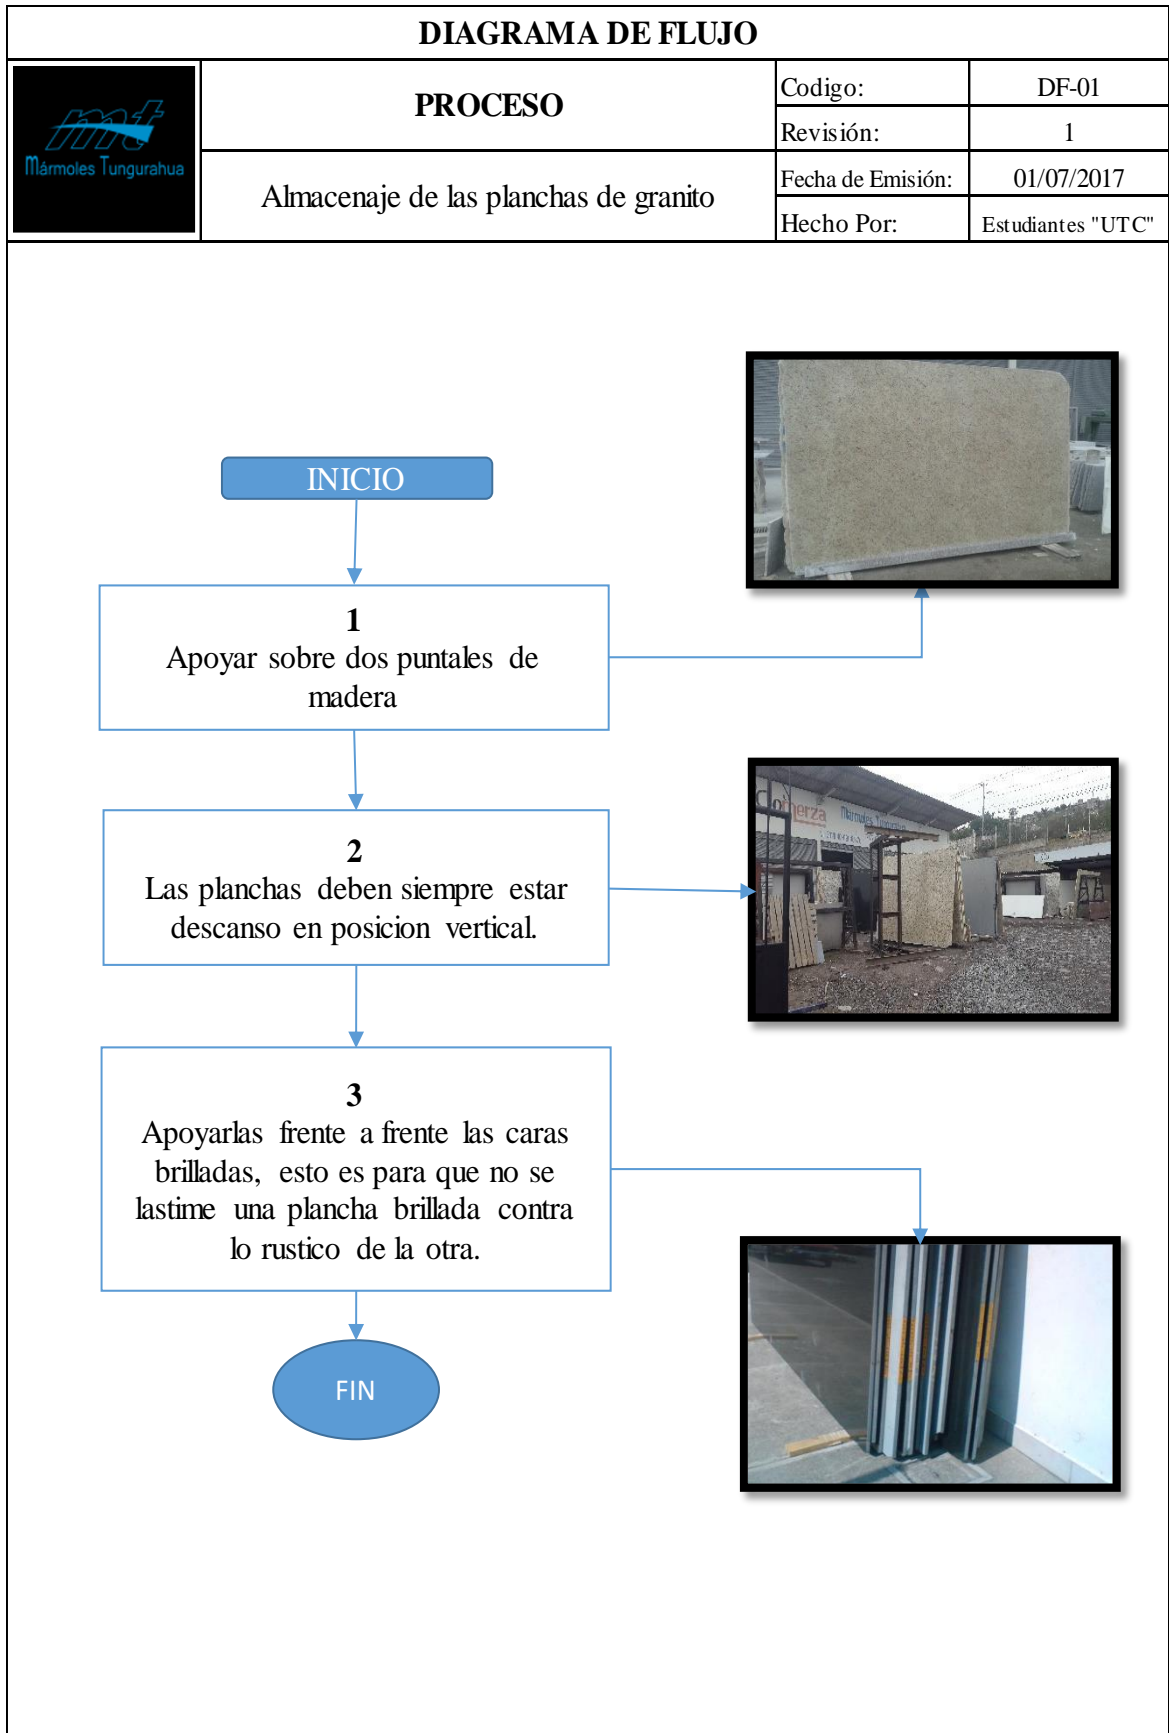 DIAGRAMA DE FLUJO
mt
Mármoles Tungurahua
PROCESO
Almacenaje de las planchas de granito
Codigo:
DF-01
Revisión:
1
Fecha de Emisión:
01/07/2017
Hecho Por:
Estudiantes "UTC"
INICIO
1
Apoyar sobre dos puntales de
madera
2
Las planchas deben siempre estar
descanso en posicion vertical.
Mármoles Tungurahua
3
Apoyarlas frente a frente las caras
brilladas, esto es para que no se
lastime una plancha brillada contra
lo rustico de la otra.
FIN